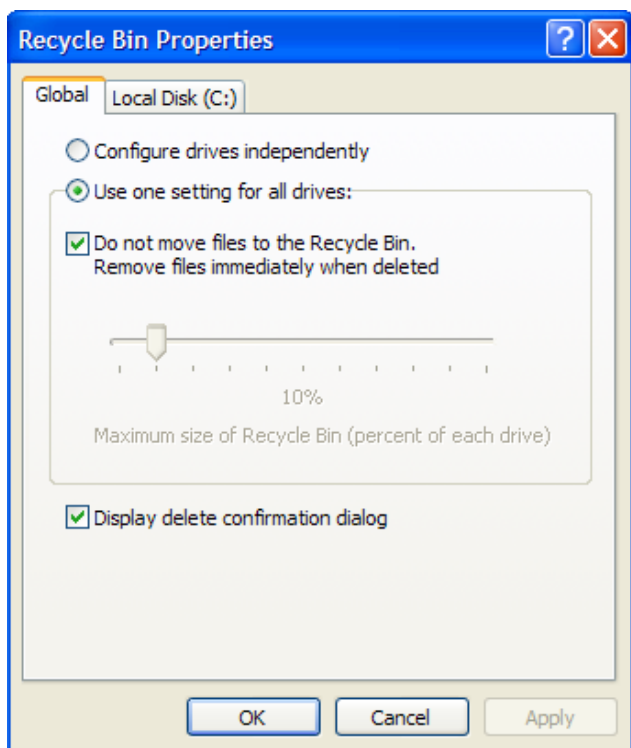 Recycle Bin Properties
Global
Local Disk (C:)
Configure drives independently
Use one setting for all drives:
Do not move files to the Recycle Bin.
Remove files immediately when deleted
10%
Maximum size of Recycle Bin (percent of each drive)
Display delete confirmation dialog
OK
Cancel
Apply